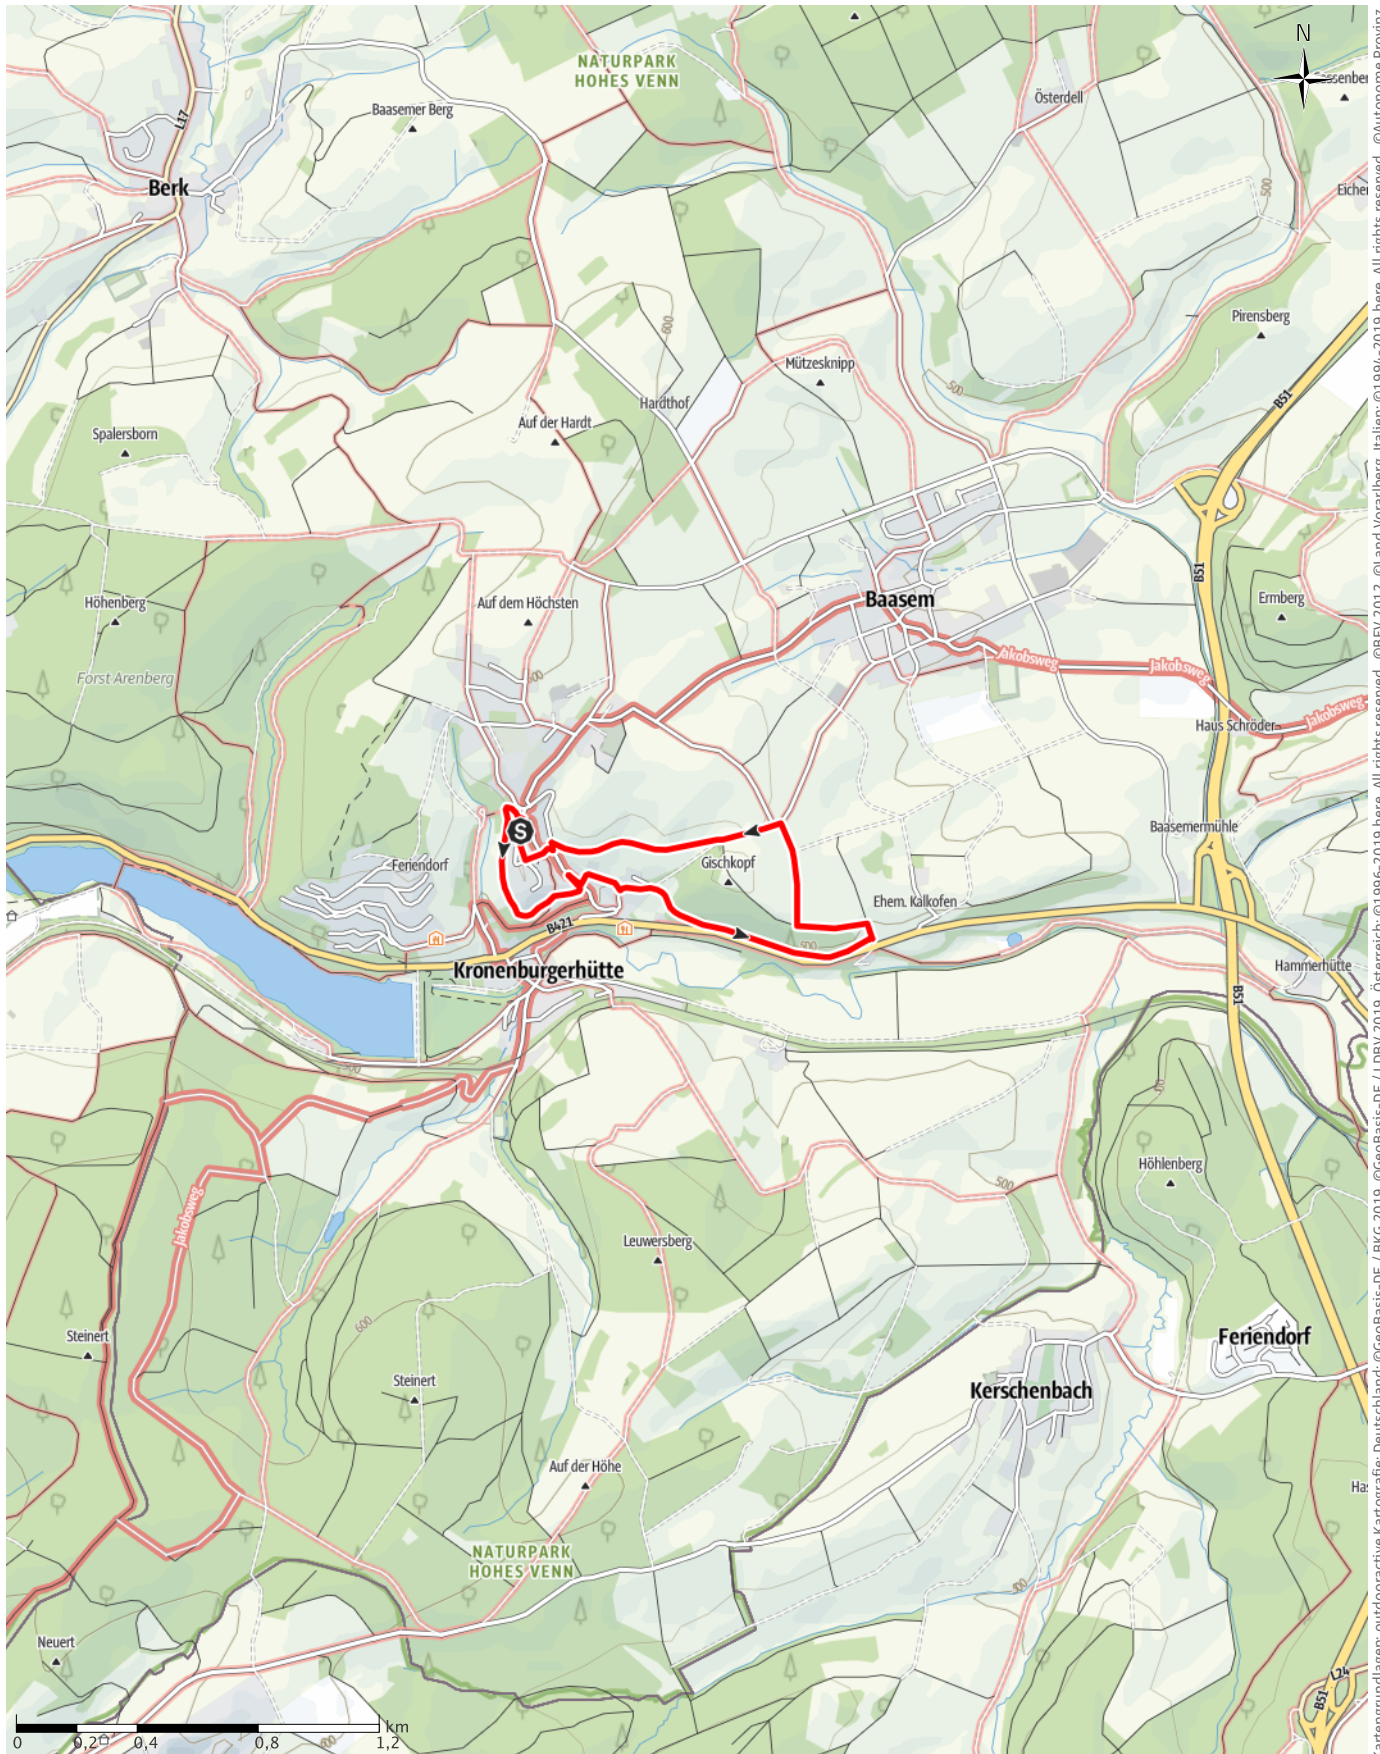 N
NATURPARK
HOHES VENN
Österdell
Baasemer Berg
L17
Berk
500
Pirensberg
600
Mützesknipp
500
Hardthof
B51
Auf der Hardt
Spalersborn
B51
Höhenberg
Auf dem Höchsten
Baasem
Ermberg
Jakobsweg
Jakobsweg
Forst Arenberg
Jakobsweg
Haus Schröder
S
Baasemermühle
Feriendorf
Gischkopf
Ehem. Kalkofen
B421
500
Kronenburgerhütte
Hammerhütte
B51
500
Höhlenberg
500
Jakobsweg
Leuwersberg
600
Steinert
Feriendorf
Steinert
Kerschenbach
Auf der Höhe
NATURPARK
HOHES VENN
Neuert
L24
B51
km
0 0,2 0,4 0,8 1,2